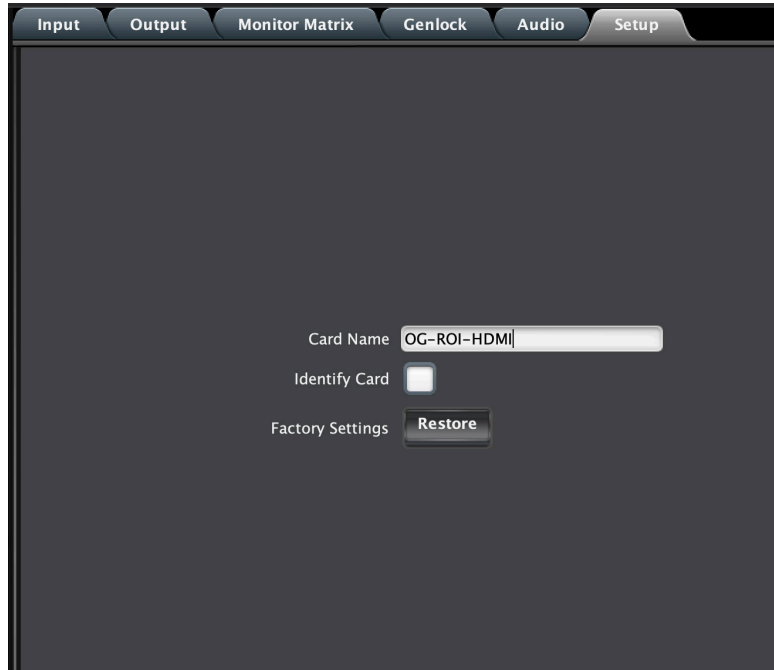 Input Output Monitor Matrix Genlock Audio Setup
Card Name OG-ROI-HDMI
Identify Card
Factory Settings Restore